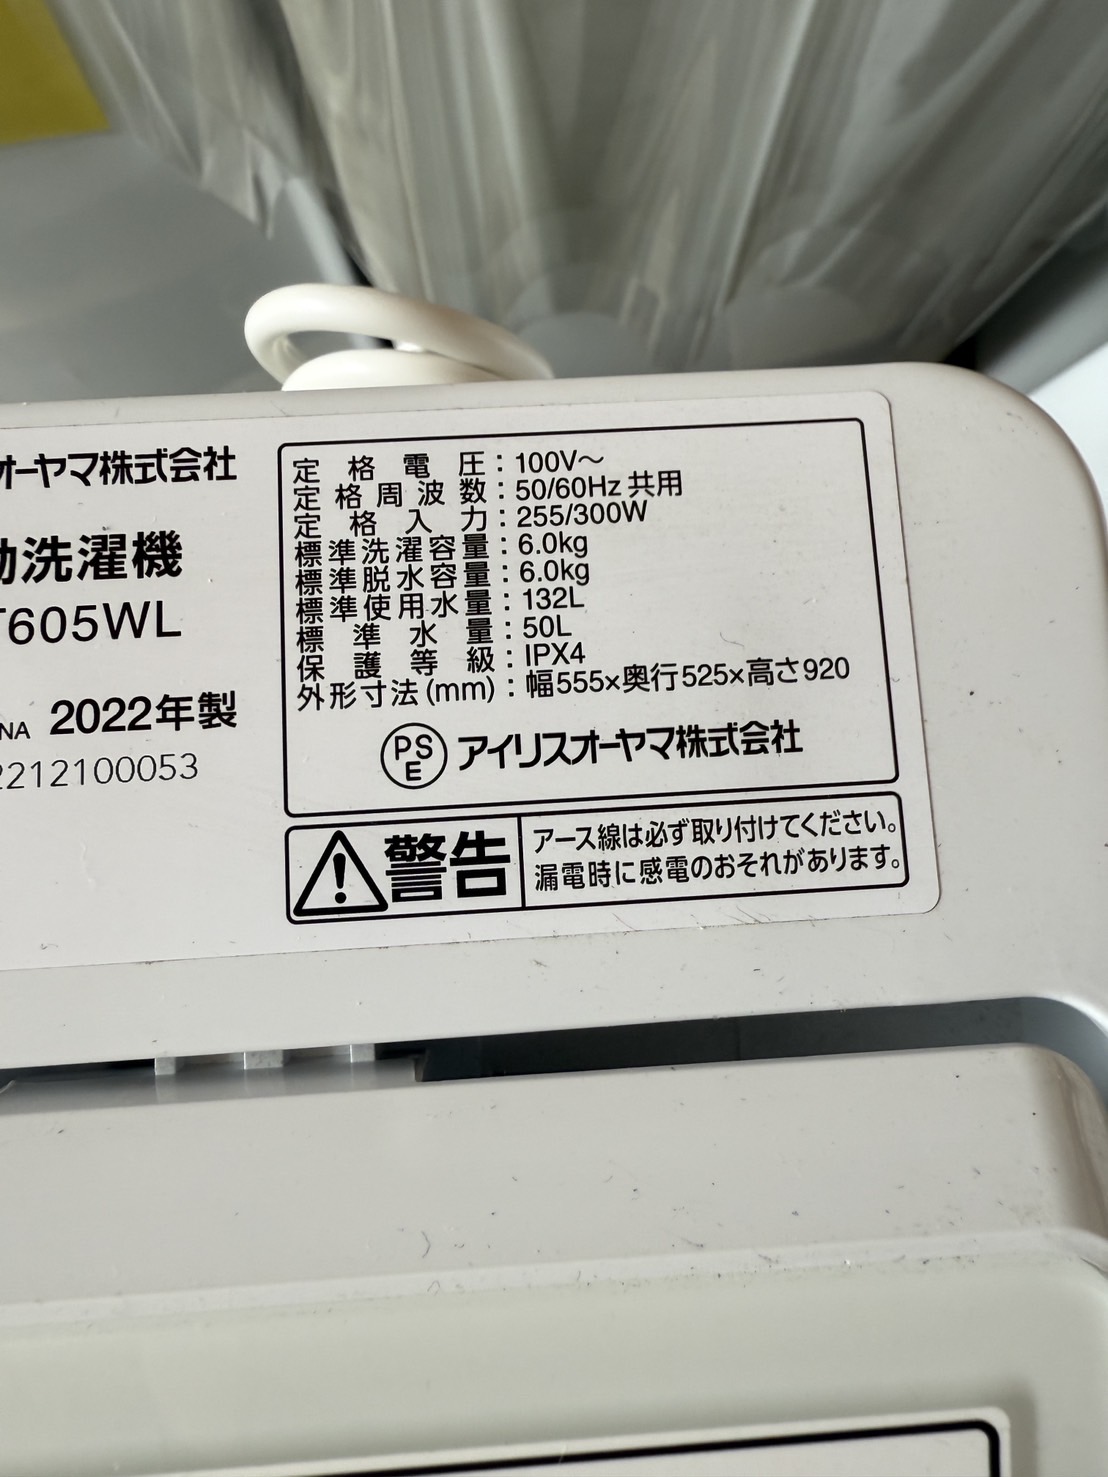 オーヤマ株式会社
洗濯機
T605WL
NA 2022年製
2212100053
定格電圧：100V～
定格周波数：50/60Hz 共用
定格入力：255/300W
標準洗濯容量：6.0kg
標準脱水容量：6.0kg
標準使用水量：132L
標準水量：50L
保護等級：IPX4
外形寸法(mm)：幅555×奥行525×高さ920
PSE アイリスオーヤマ株式会社
警告
アース線は必ず取り付けてください。
漏電時に感電のおそれがあります。